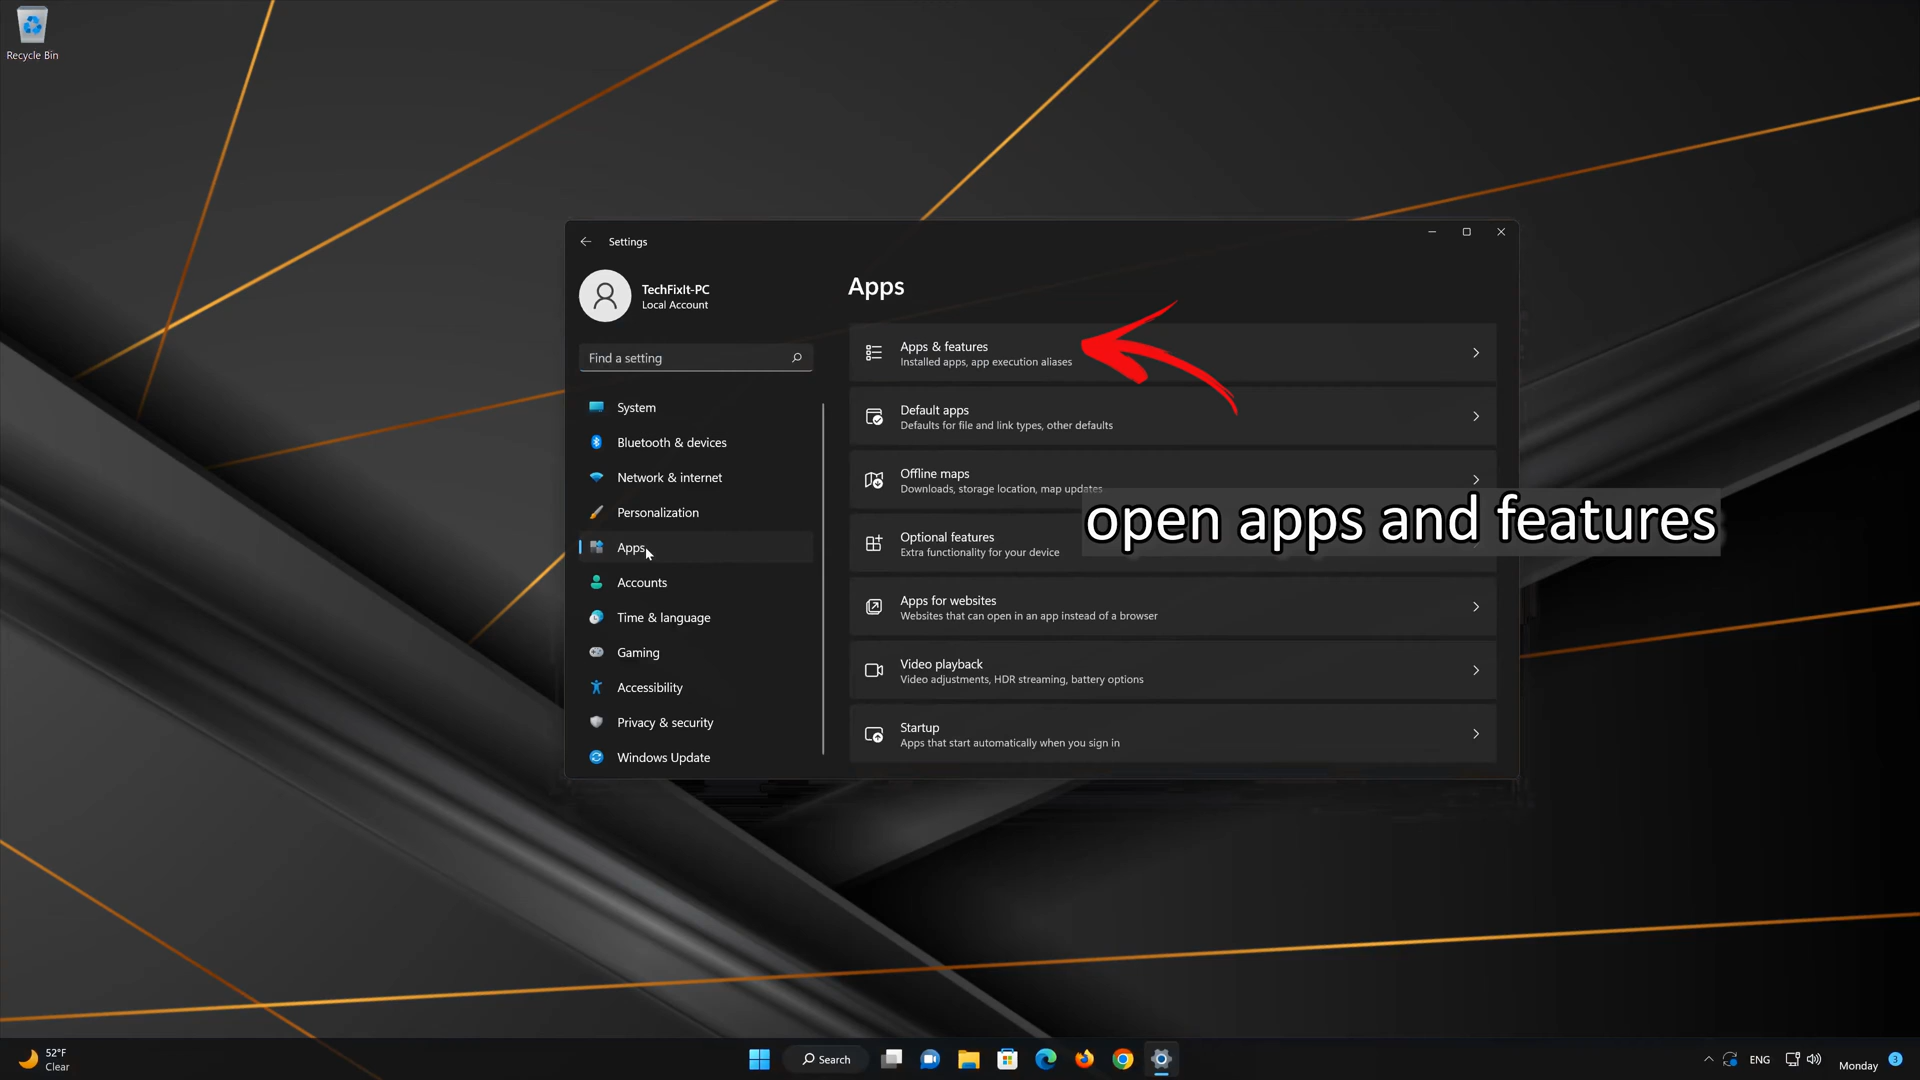 Recycle Bin
Settings
TechFixIt-PC
Local Account
Find a setting
System
Bluetooth & devices
Network & internet
Personalization
Apps
Accounts
Time & language
Gaming
Accessibility
Privacy & security
Windows Update
Apps
Apps & features
Installed apps, app execution aliases
Default apps
Defaults for file and link types, other defaults
Offline maps
Downloads, storage location, map updates
open apps and features
Optional features
Extra functionality for your device
Apps for websites
Websites that can open in an app instead of a browser
Video playback
Video adjustments, HDR streaming, battery options
Startup
Apps that start automatically when you sign in
52°F
Clear
Search
ENG
Monday
3